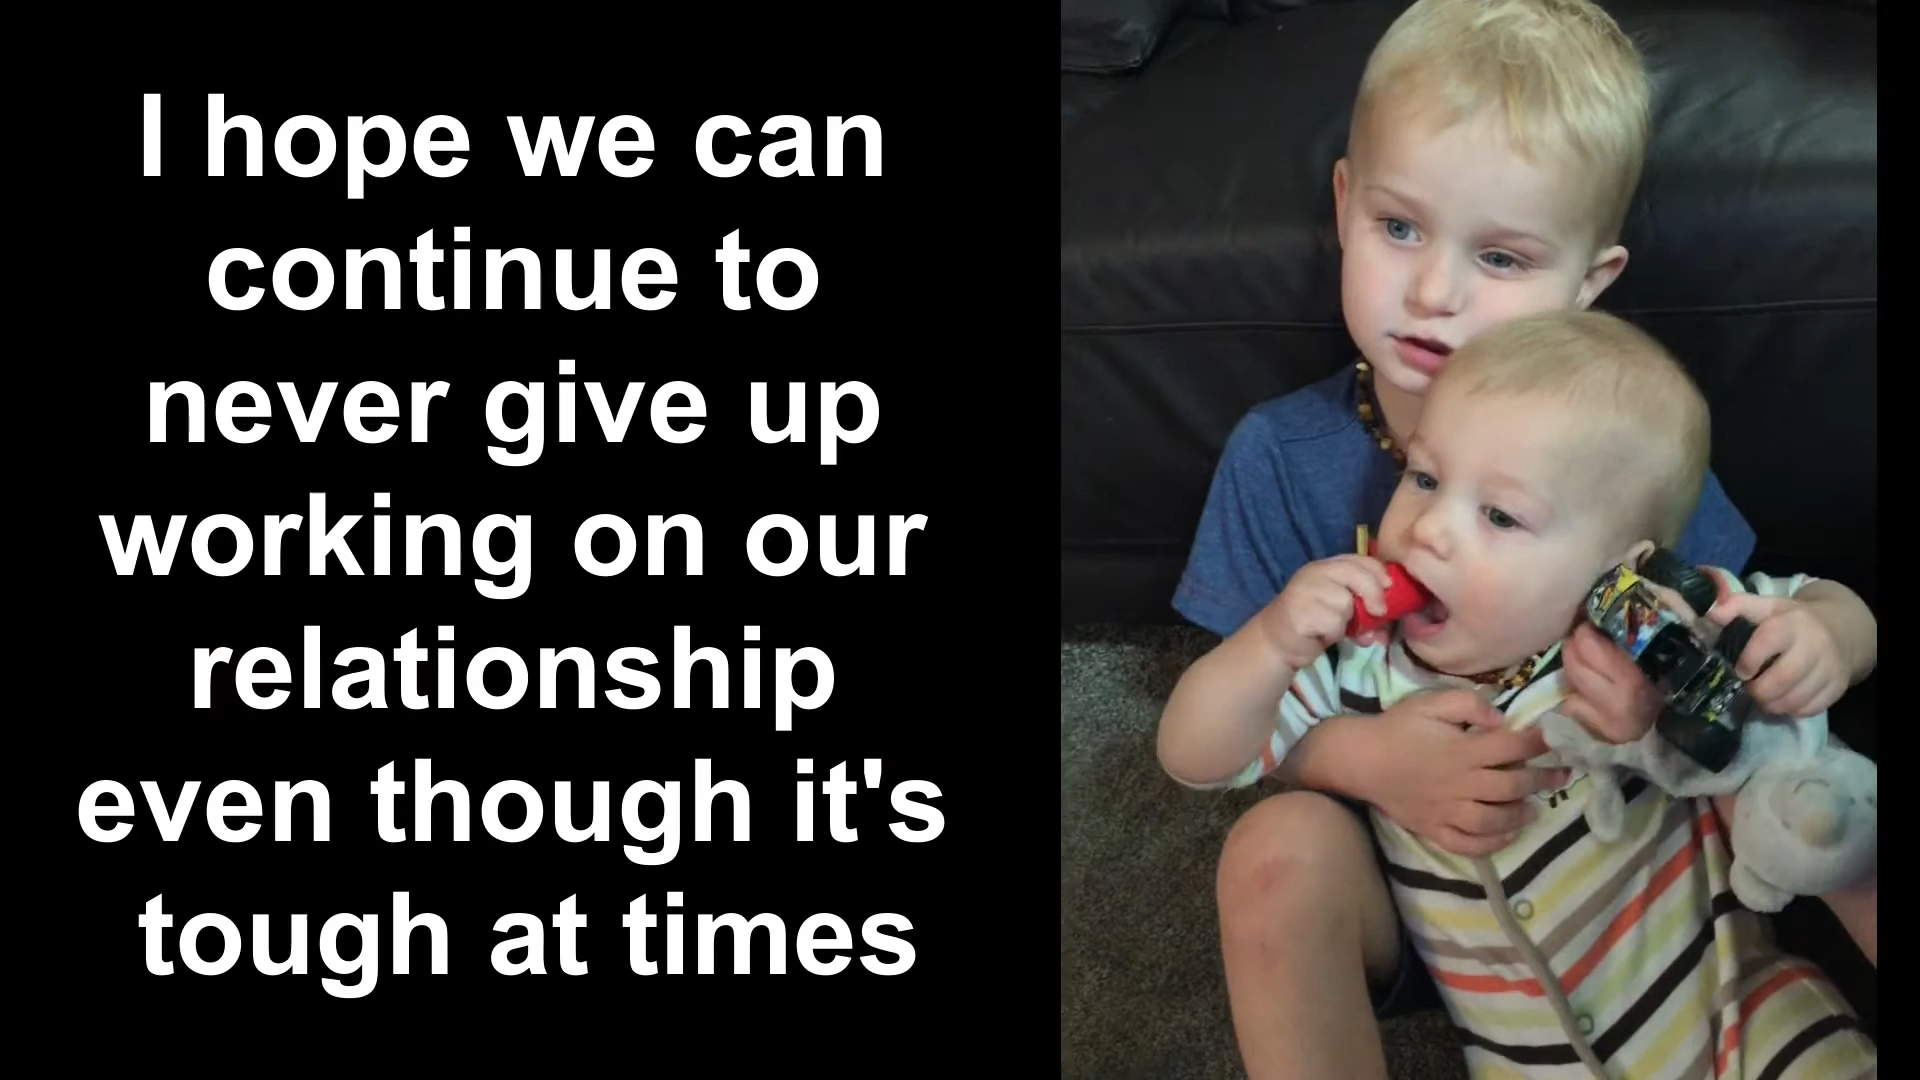 I hope we can
continue to
never give up
working on our
relationship
even though it's
tough at times